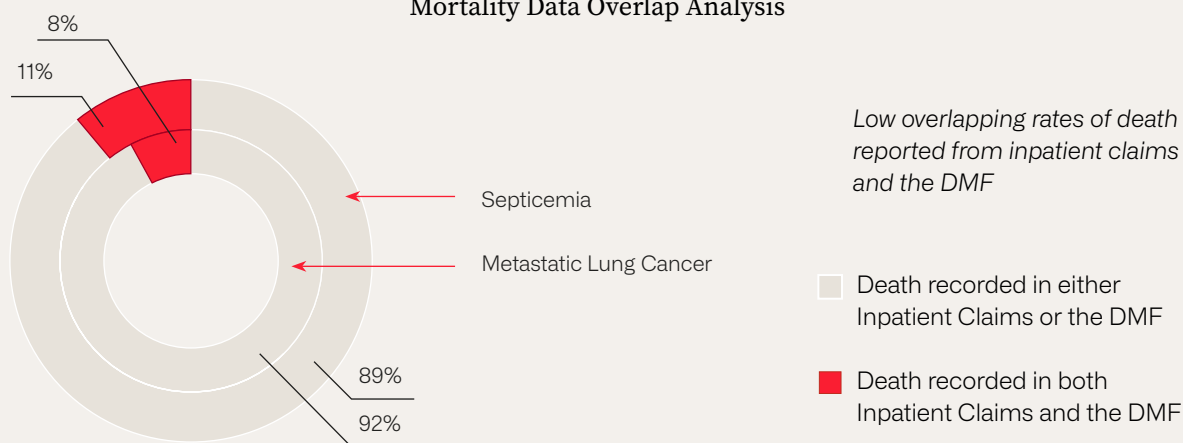 Mortality Data Overlap Analysis
8%
11%
Low overlapping rates of death
reported from inpatient claims
and the DMF
Septicemia
Metastatic Lung Cancer
Death recorded in either
Inpatient Claims or the DMF
89%
Death recorded in both
Inpatient Claims and the DMF
92%